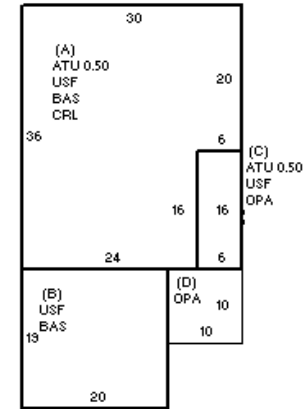 30
(A)
ATU 0.50
USF
BAS
CRL
20
36
6
(C)
ATU 0.50
USF
OPA
16
16
24
6
(B)
USF
BAS
(D)
OPA
10
10
19
20